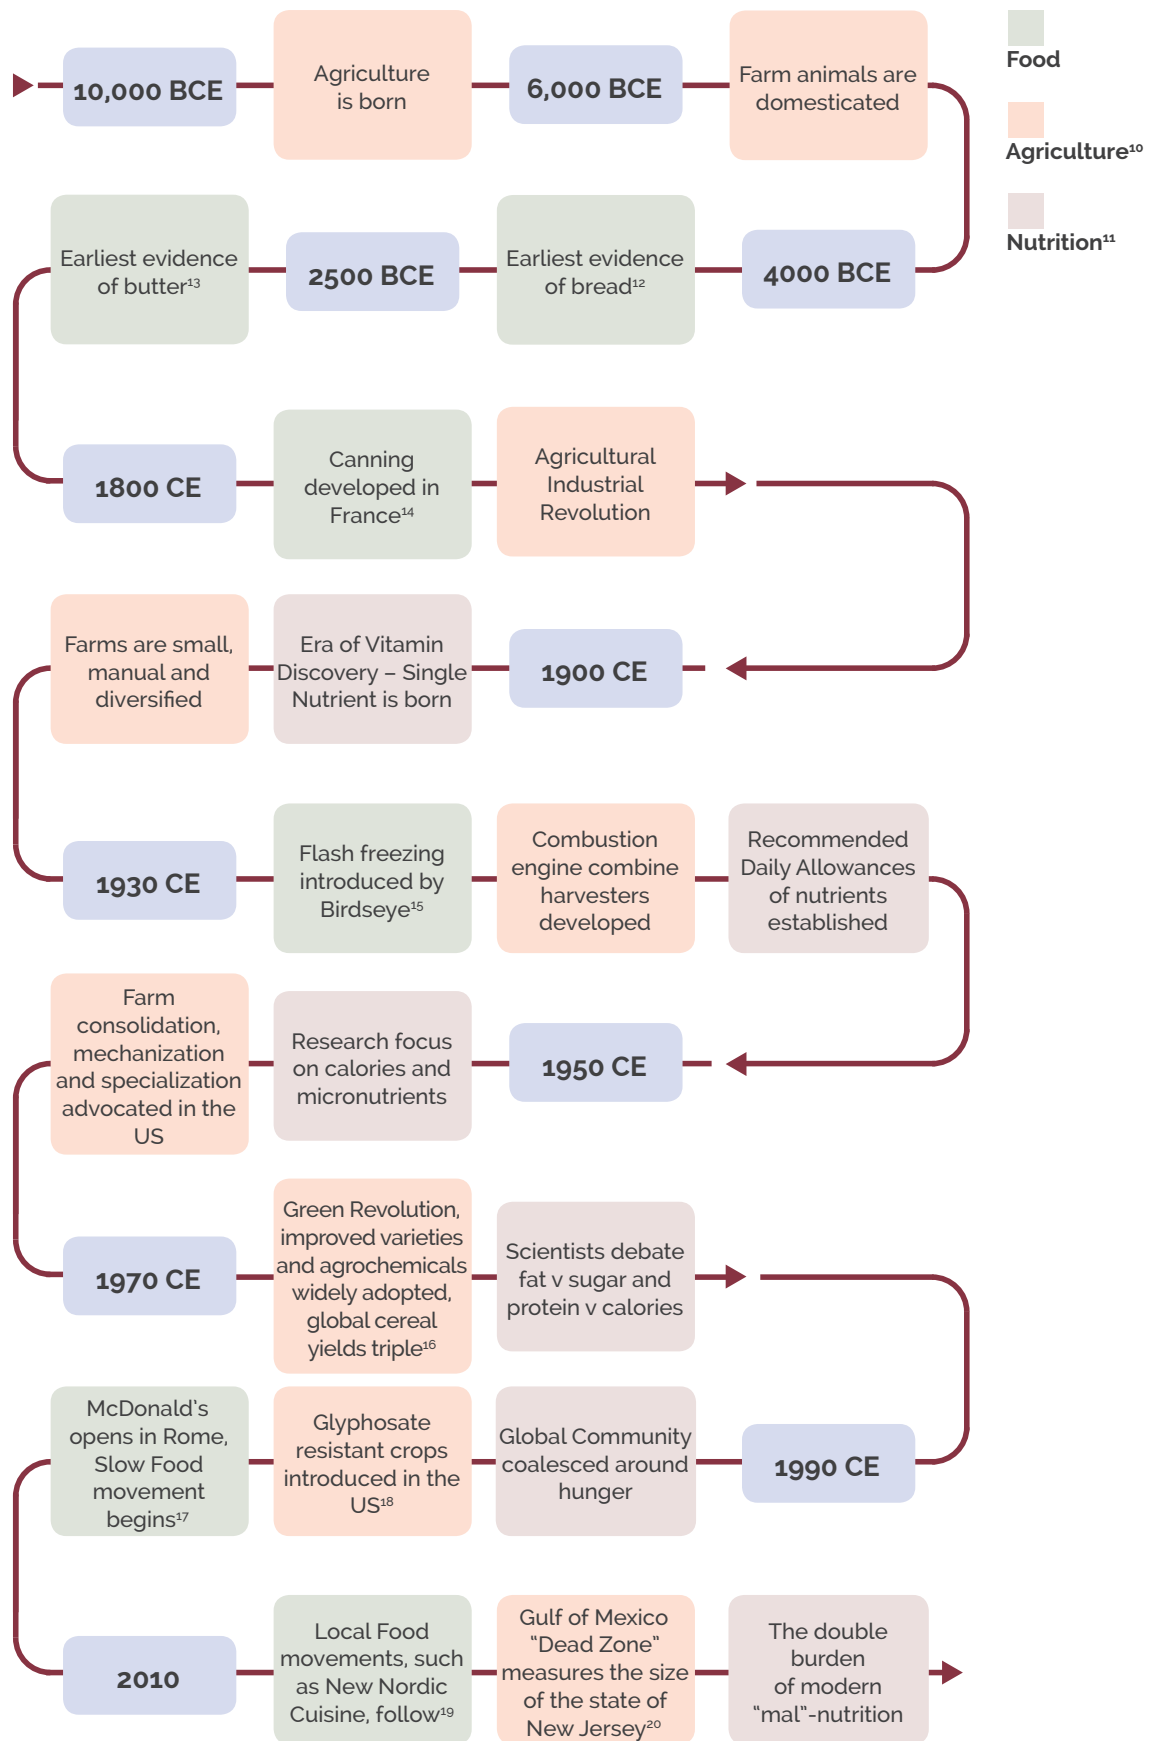 10,000 BCE
Agriculture
is born
6,000 BCE
Farm animals are
domesticated
Food
Agriculture¹⁰
Nutrition¹¹
4000 BCE
Earliest evidence
of bread¹²
2500 BCE
Earliest evidence
of butter¹³
1800 CE
Canning
developed in
France¹⁴
Agricultural
Industrial
Revolution
1900 CE
Era of Vitamin
Discovery – Single
Nutrient is born
Farms are small,
manual and
diversified
1930 CE
Flash freezing
introduced by
Birdseye¹⁵
Combustion
engine combine
harvesters
developed
Recommended
Daily Allowances
of nutrients
established
1950 CE
Research focus
on calories and
micronutrients
Farm
consolidation,
mechanization
and specialization
advocated in the
US
1970 CE
Green Revolution,
improved varieties
and agrochemicals
widely adopted,
global cereal
yields triple¹⁶
Scientists debate
fat v sugar and
protein v calories
1990 CE
Global Community
coalesced around
hunger
Glyphosate
resistant crops
introduced in the
US¹⁸
McDonald's
opens in Rome,
Slow Food
movement
begins¹⁷
2010
Local Food
movements, such
as New Nordic
Cuisine, follow¹⁹
Gulf of Mexico
"Dead Zone"
measures the size
of the state of
New Jersey²⁰
The double
burden
of modern
"mal"-nutrition